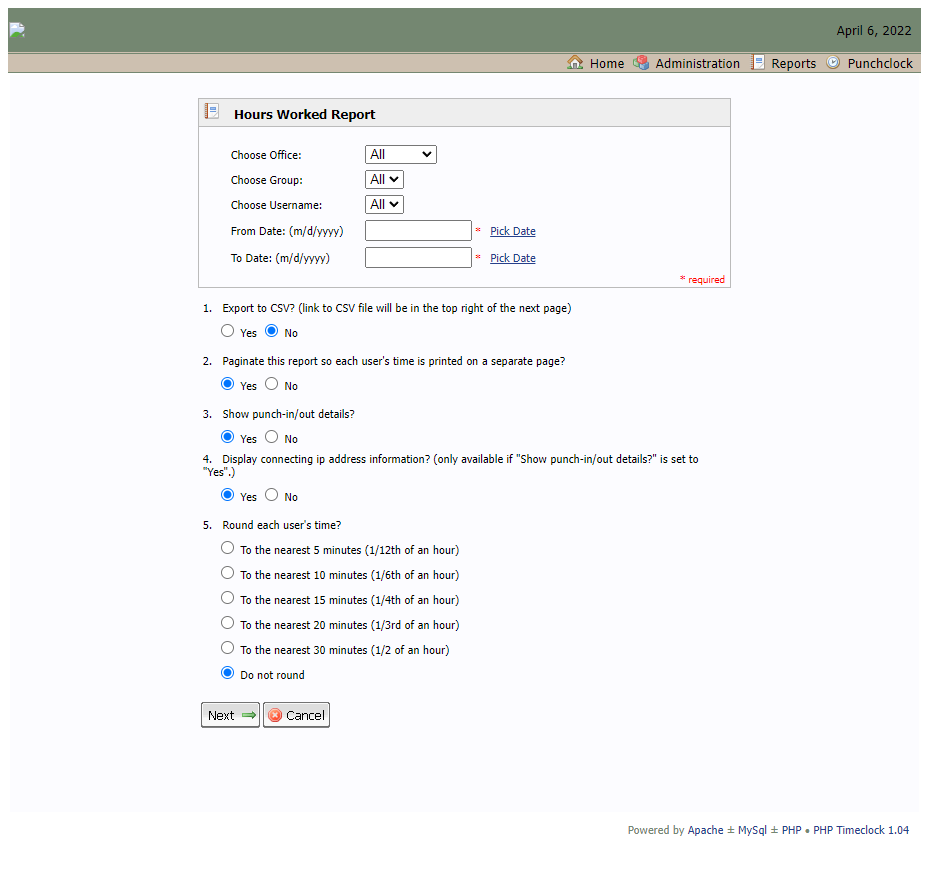 April 6, 2022
Home Administration Reports Punchclock
Hours Worked Report
Choose Office: All
Choose Group: All
Choose Username: All
From Date: (m/d/yyyy) * Pick Date
To Date: (m/d/yyyy) * Pick Date
* required
1. Export to CSV? (link to CSV file will be in the top right of the next page)
Yes No
2. Paginate this report so each user's time is printed on a separate page?
Yes No
3. Show punch-in/out details?
Yes No
4. Display connecting ip address information? (only available if "Show punch-in/out details?" is set to
"Yes".)
Yes No
5. Round each user's time?
To the nearest 5 minutes (1/12th of an hour)
To the nearest 10 minutes (1/6th of an hour)
To the nearest 15 minutes (1/4th of an hour)
To the nearest 20 minutes (1/3rd of an hour)
To the nearest 30 minutes (1/2 of an hour)
Do not round
Next Cancel
Powered by Apache ± MySql ± PHP • PHP Timeclock 1.04